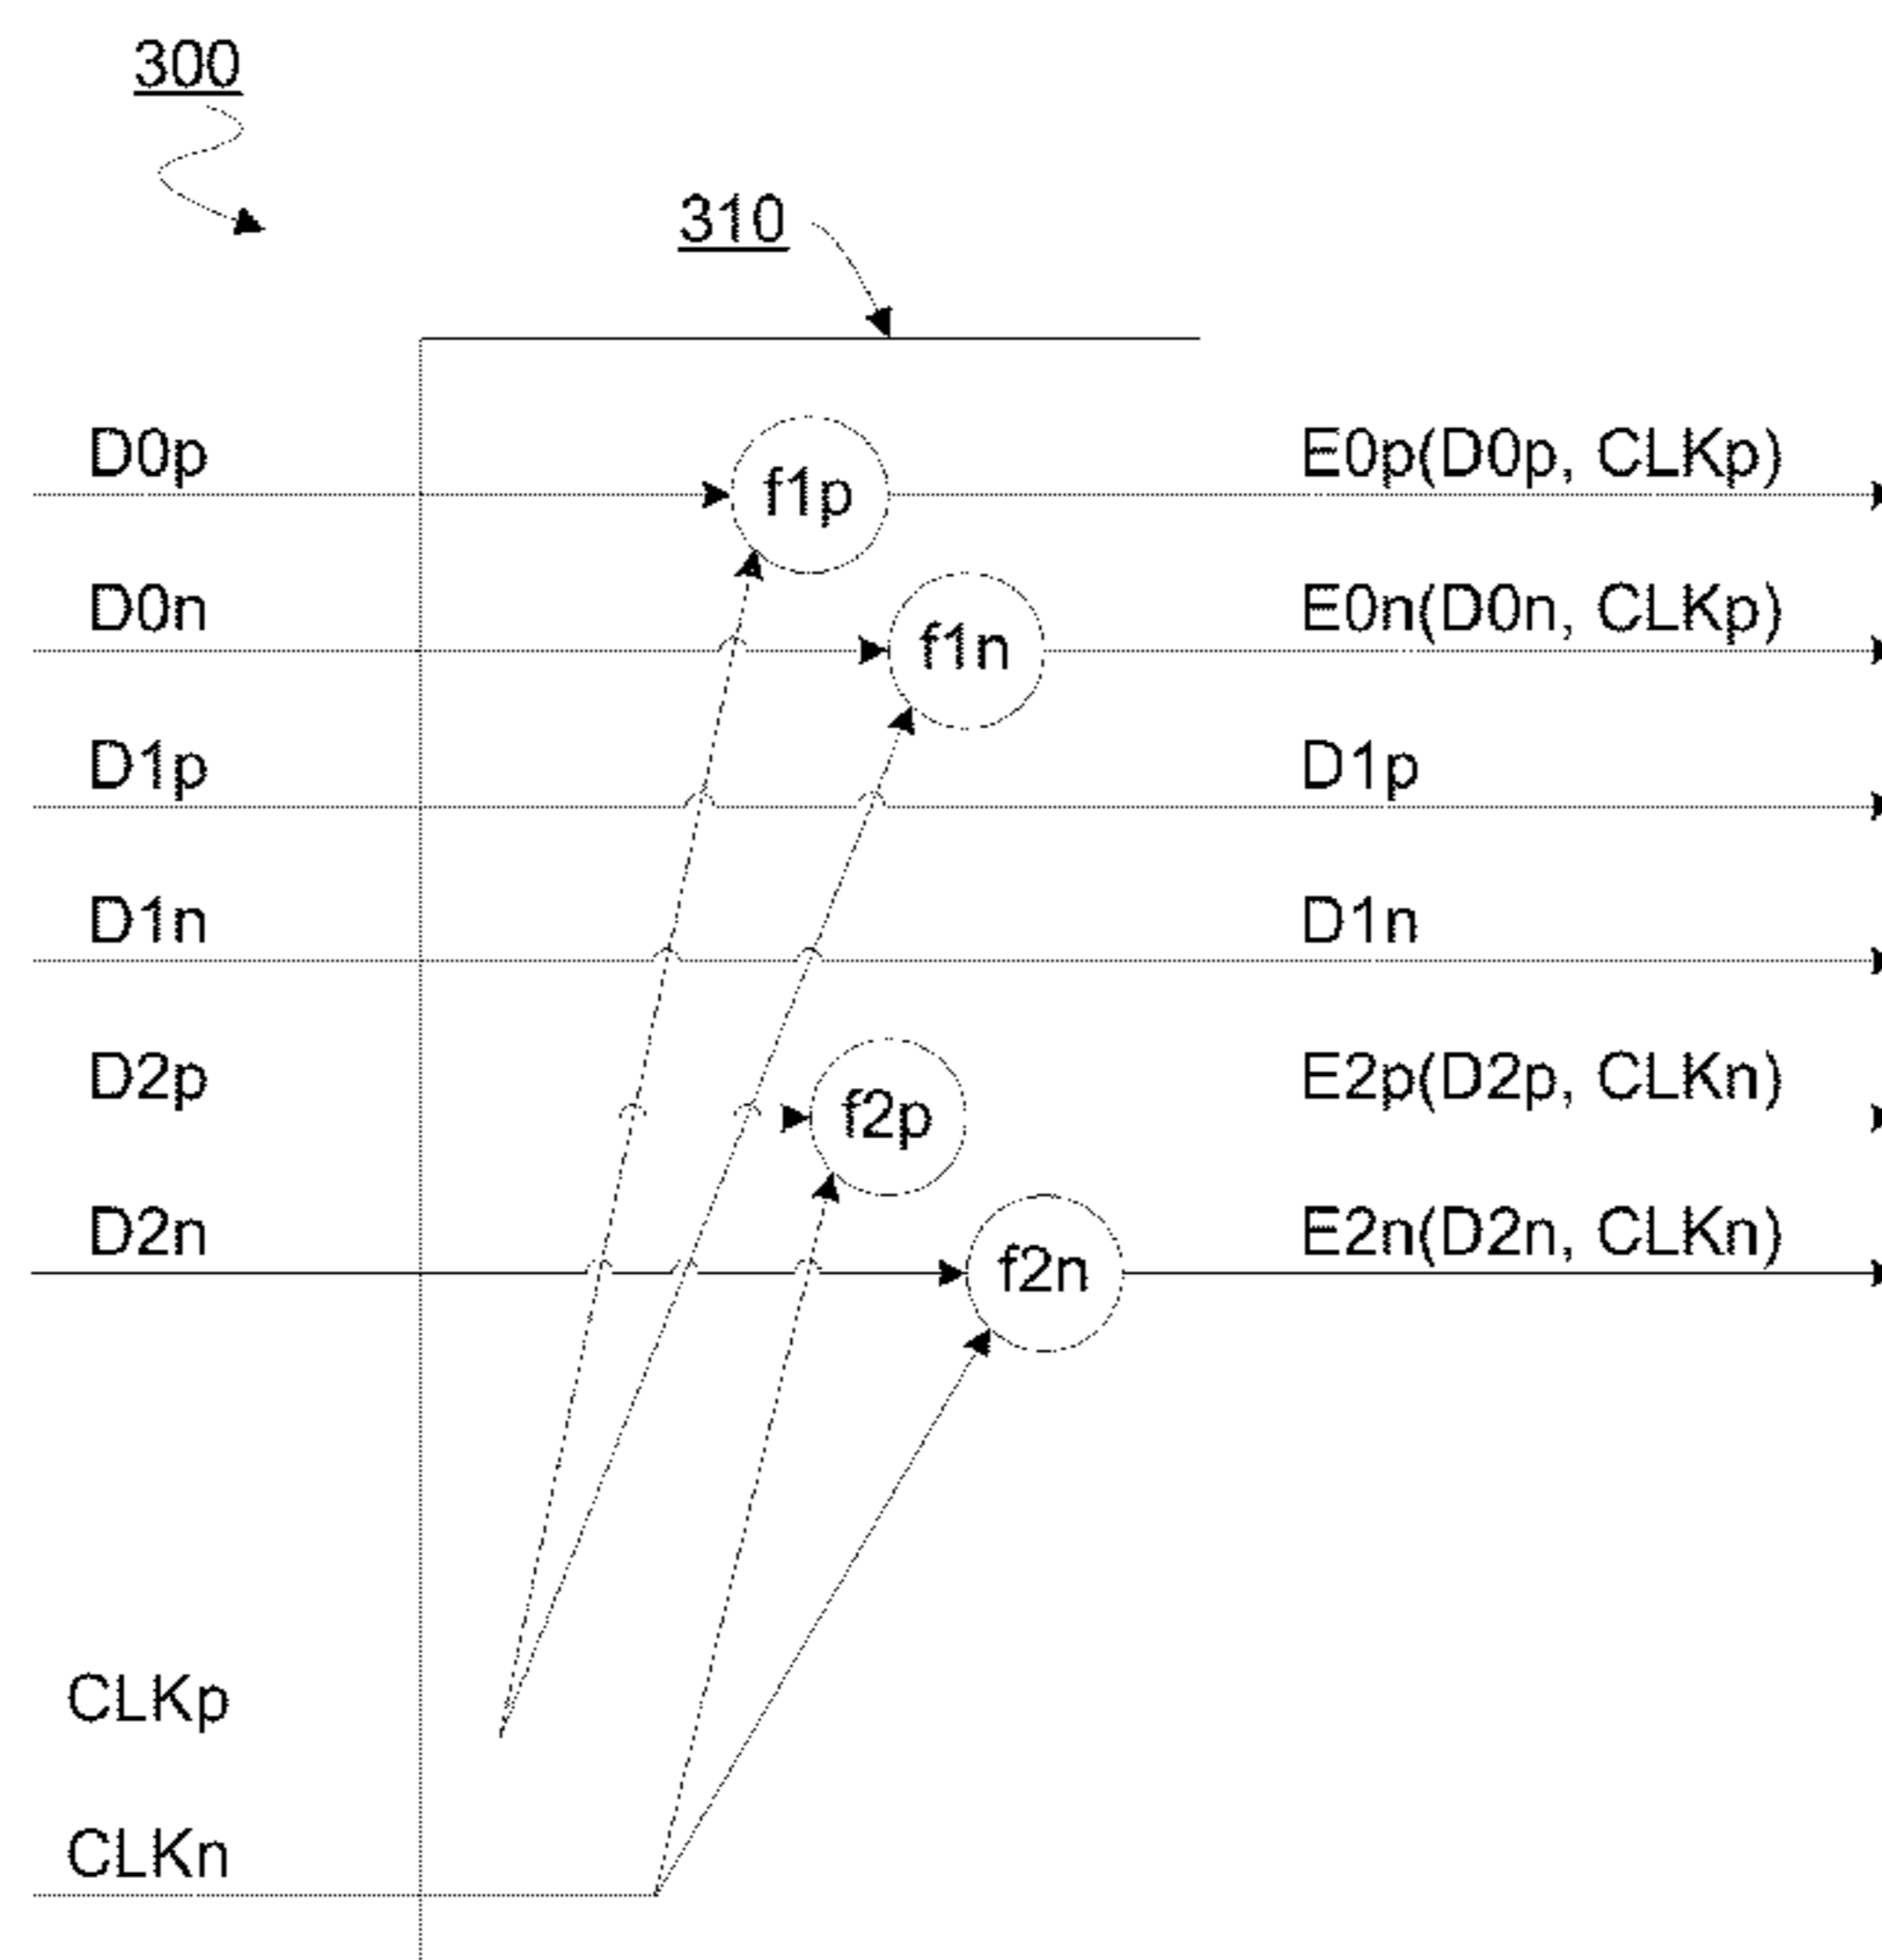 300
310
D0p f1p E0p(D0p, CLKp)
D0n f1n E0n(D0n, CLKp)
D1p D1p
D1n D1n
D2p f2p E2p(D2p, CLKn)
D2n f2n E2n(D2n, CLKn)
CLKp
CLKn